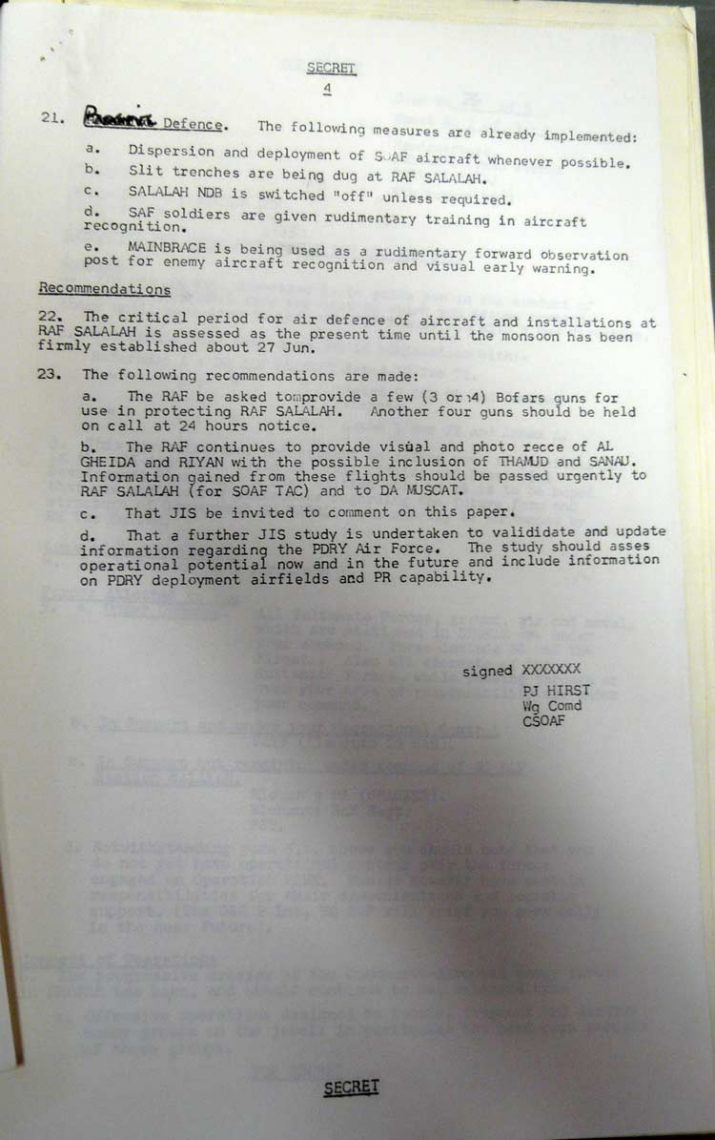 SECRET
4
21. Passive Defence. The following measures are already implemented:
a. Dispersion and deployment of SOAF aircraft whenever possible.
b. Slit trenches are being dug at RAF SALALAH.
c. SALALAH NDB is switched "off" unless required.
d. SAF soldiers are given rudimentary training in aircraft
recognition.
e. MAINBRACE is being used as a rudimentary forward observation
post for enemy aircraft recognition and visual early warning.
Recommendations
22. The critical period for air defence of aircraft and installations at
RAF SALALAH is assessed as the present time until the monsoon has been
firmly established about 27 Jun.
23. The following recommendations are made:
a. The RAF be asked to provide a few (3 or 4) Bofars guns for
use in protecting RAF SALALAH. Another four guns should be held
on call at 24 hours notice.
b. The RAF continues to provide visual and photo recce of AL
GHEIDA and RIYAN with the possible inclusion of THAMUD and SANAU.
Information gained from these flights should be passed urgently to
RAF SALALAH (for SOAF TAC) and to DA MUSCAT.
c. That JIS be invited to comment on this paper.
d. That a further JIS study is undertaken to valididate and update
information regarding the PDRY Air Force. The study should asses
operational potential now and in the future and include information
on PDRY deployment airfields and PR capability.
signed XXXXXXX
PJ HIRST
Wg Comd
CSOAF
SECRET